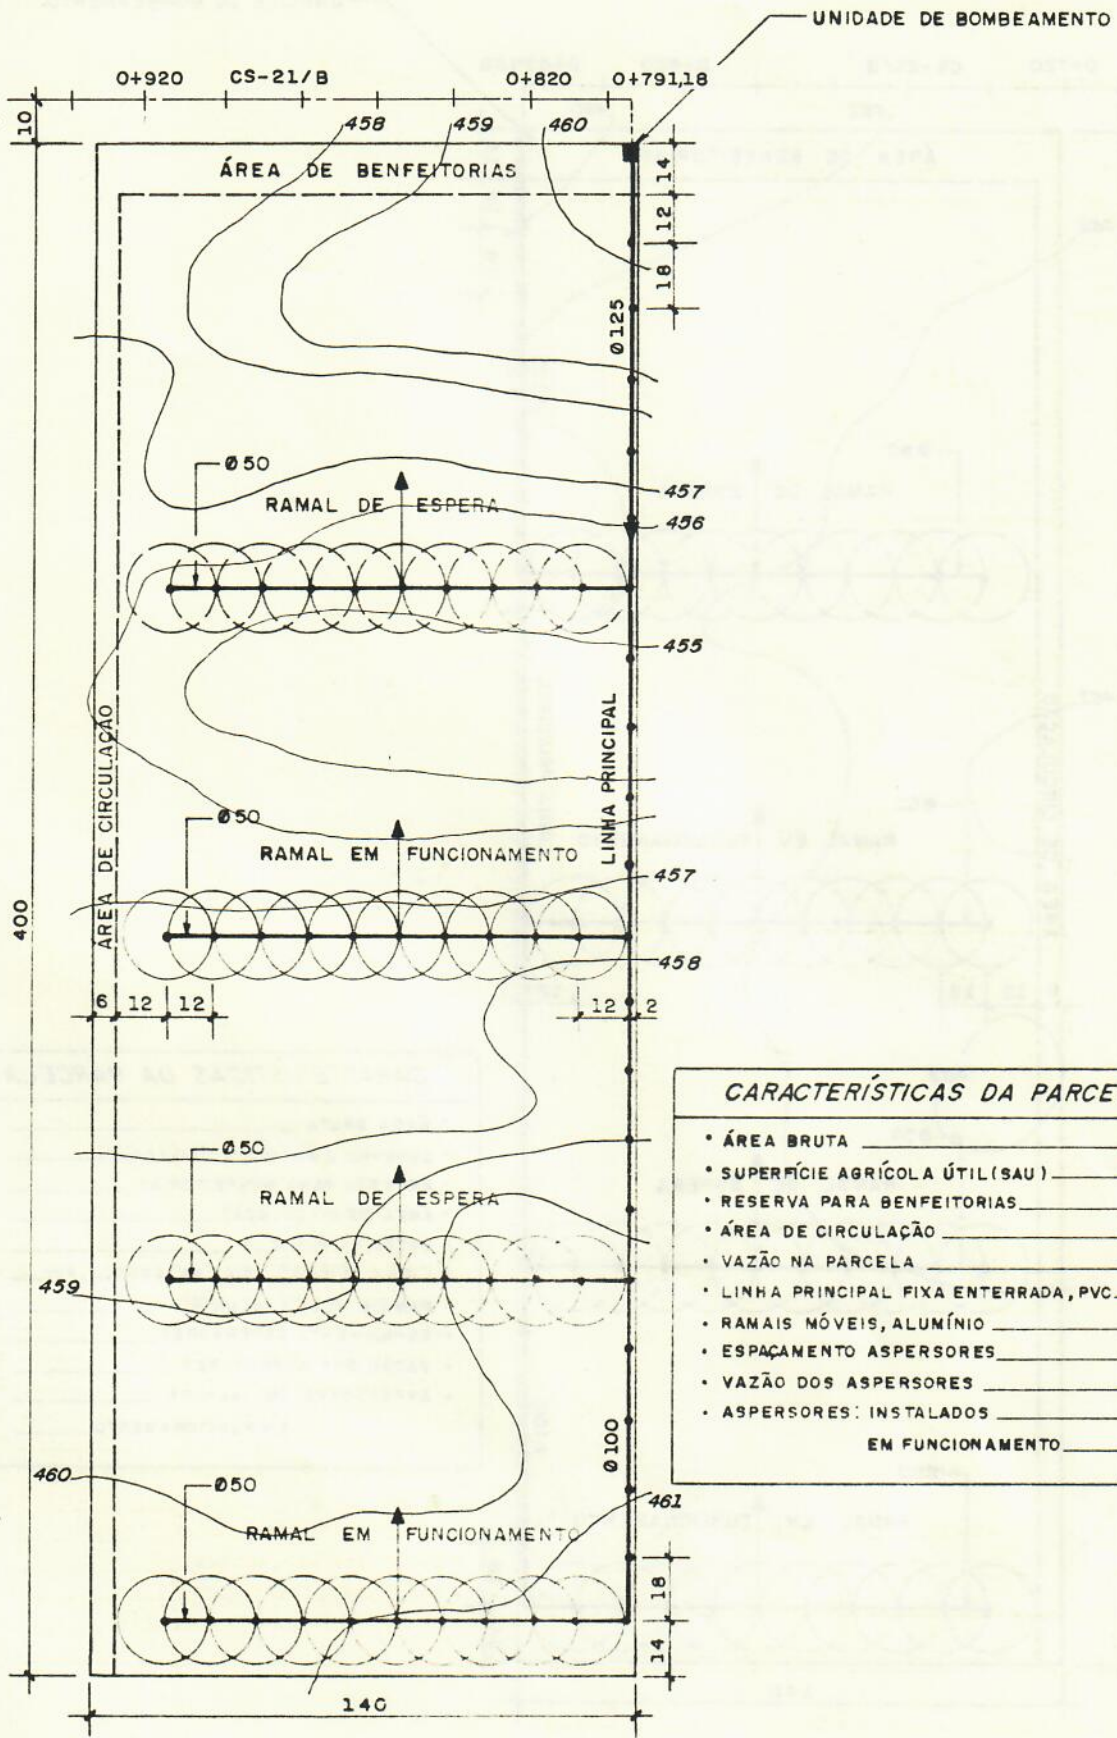 UNIDADE DE BOMBEAMENTO
0+920 CS-21/B 0+820 0+791,18
10
458 459 460
ÁREA DE BENFEITORIAS
14
12
18
Ø125
Ø50
RAMAL DE ESPERA
457
456
455
ÁREA DE CIRCULAÇÃO
LINHA PRINCIPAL
Ø50
RAMAL EM FUNCIONAMENTO
457
400
458
6 12 12 12 2
Ø50
RAMAL DE ESPERA
459
Ø100
460
Ø50
461
RAMAL EM FUNCIONAMENTO
18
14
140
CARACTERÍSTICAS DA PARCE
• ÁREA BRUTA
• SUPERFÍCIE AGRÍCOLA ÚTIL(SAU)
• RESERVA PARA BENFEITORIAS
• ÁREA DE CIRCULAÇÃO
• VAZÃO NA PARCELA
• LINHA PRINCIPAL FIXA ENTERRADA, PVC.
• RAMAIS MÓVEIS, ALUMÍNIO
• ESPAÇAMENTO ASPERSORES
• VAZÃO DOS ASPERSORES
• ASPERSORES: INSTALADOS
EM FUNCIONAMENTO